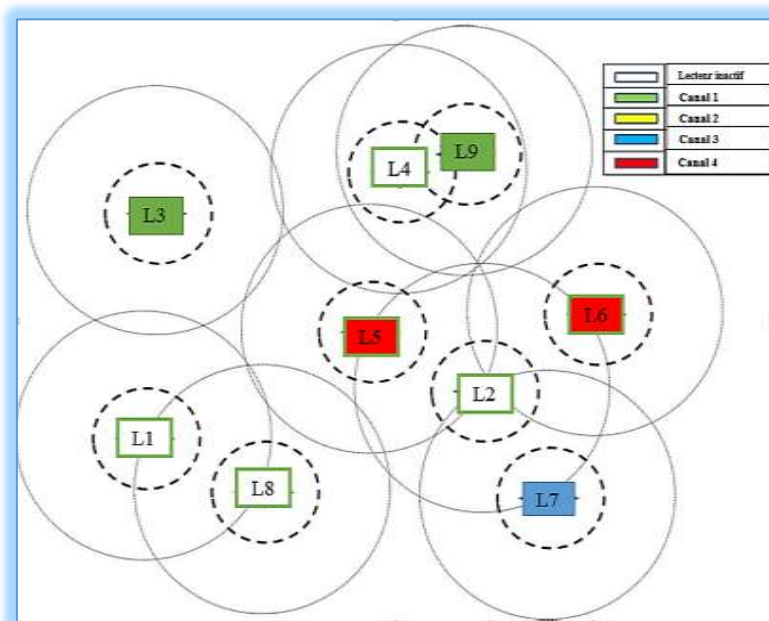 L9
L4
L3
L5
L6
L2
L1
L8
L7
Lecteur inactif
Canal 1
Canal 2
Canal 3
Canal 4